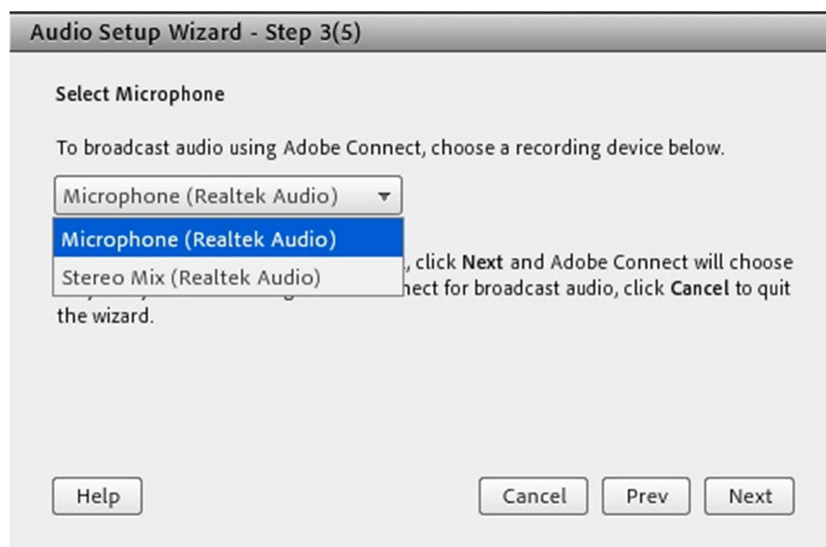 Audio Setup Wizard - Step 3(5)
Select Microphone
To broadcast audio using Adobe Connect, choose a recording device below.
Microphone (Realtek Audio)
Microphone (Realtek Audio)
Stereo Mix (Realtek Audio)
, click Next and Adobe Connect will choose
nect for broadcast audio, click Cancel to quit
the wizard.
Help
Cancel Prev Next